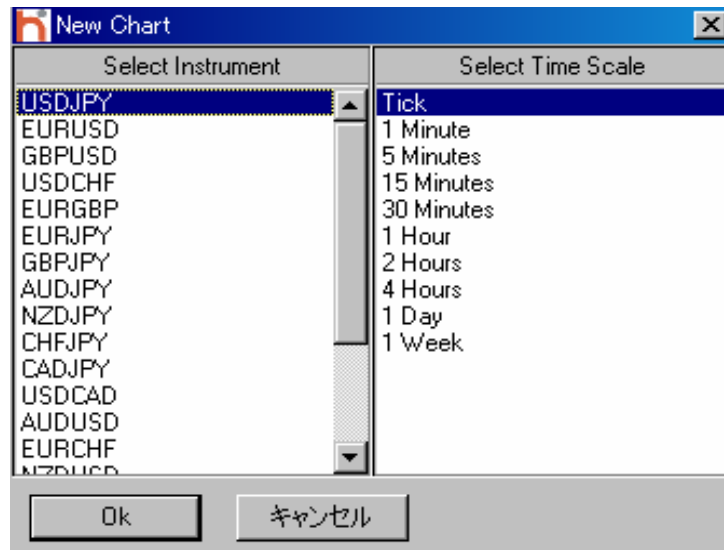 New Chart
Select Instrument
USDJPY
EURUSD
GBPUSD
USDCHF
EURGBP
EURJPY
GBPJPY
AUDJPY
NZDJPY
CHFJPY
CADJPY
USDCAD
AUDUSD
EURCHF
NZDUSD
Select Time Scale
Tick
1 Minute
5 Minutes
15 Minutes
30 Minutes
1 Hour
2 Hours
4 Hours
1 Day
1 Week
Ok
キャンセル